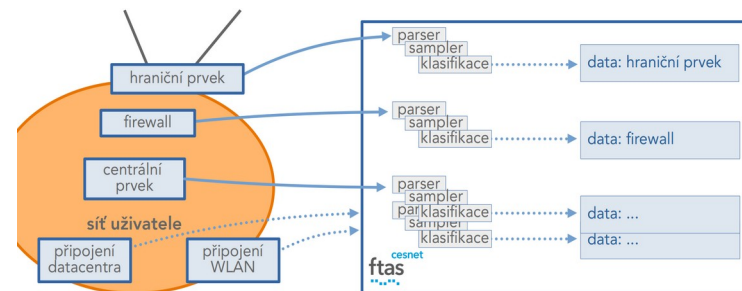 hraniční prvek
firewall
centrální
prvek
síť uživatele
připojení
datacentra
připojení
WLAN
parser
sampler
klasifikace
data: hraniční prvek
parser
sampler
klasifikace
data: firewall
parser
sampler
klasifikace
data: ...
sampler
klasifikace
data: ...
cesnet
ftas